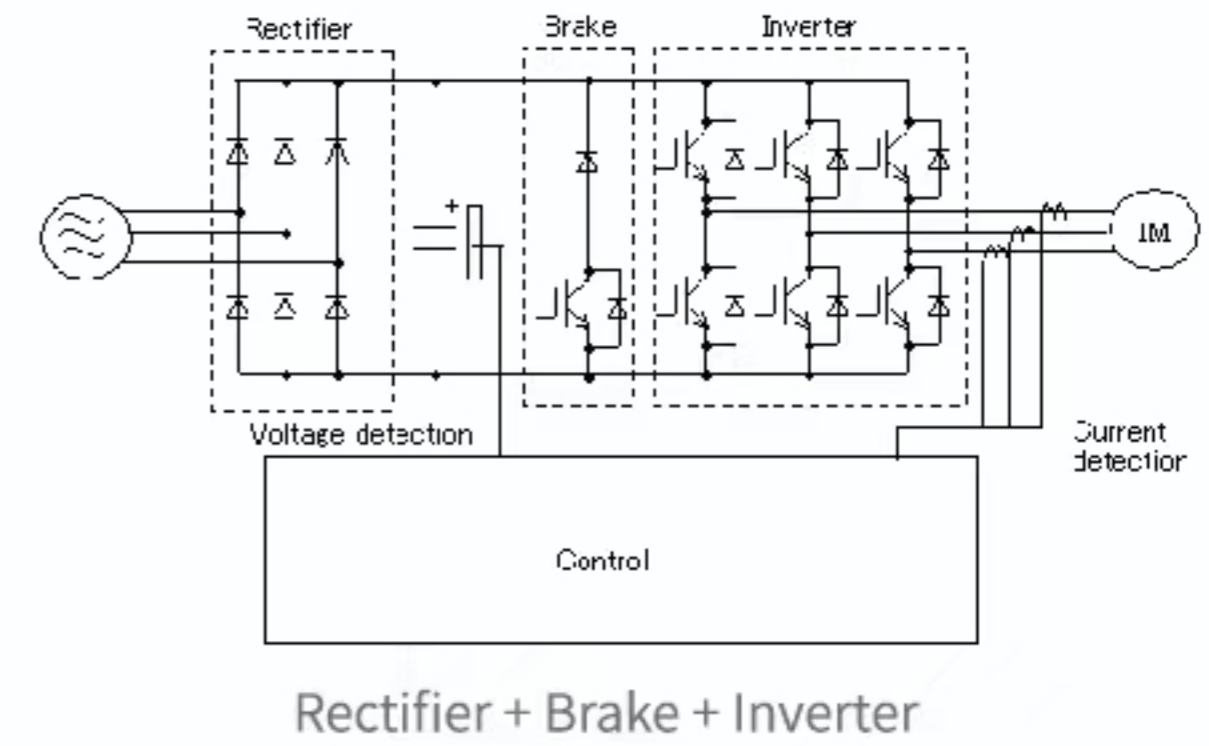 Rectifier
Brake
Inverter
+
IM
Voltage detection
Current
detection
Control
Rectifier + Brake + Inverter